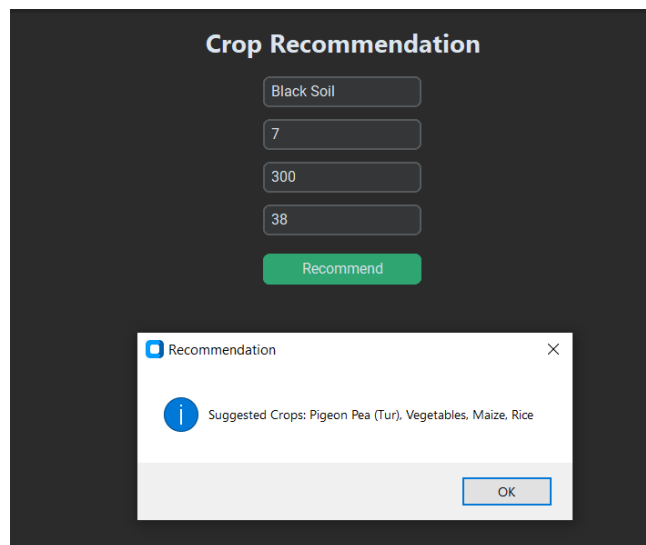 Crop Recommendation
Black Soil
7
300
38
Recommend
Recommendation
Suggested Crops: Pigeon Pea (Tur), Vegetables, Maize, Rice
OK